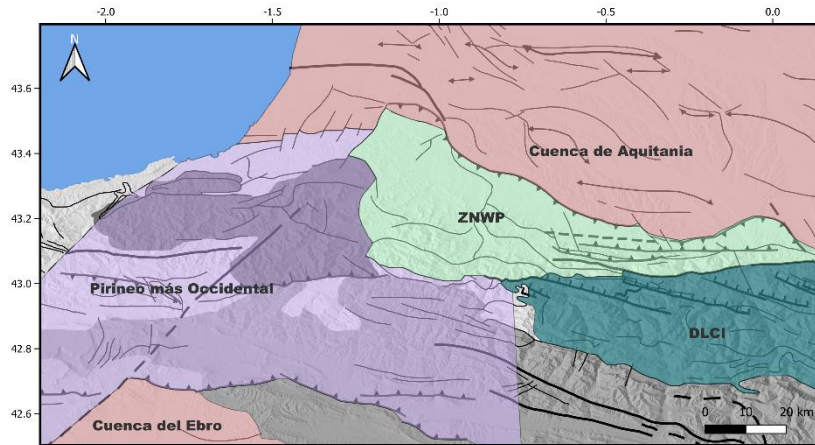 -2.0 -1.5 -1.0 -0.5 0.0
N
43.6
43.4
Cuenca de Aquitania
43.2
ZNWP
43.0
Pirineo más Occidental
42.8
DLCI
42.6
Cuenca del Ebro
0 10 20 km